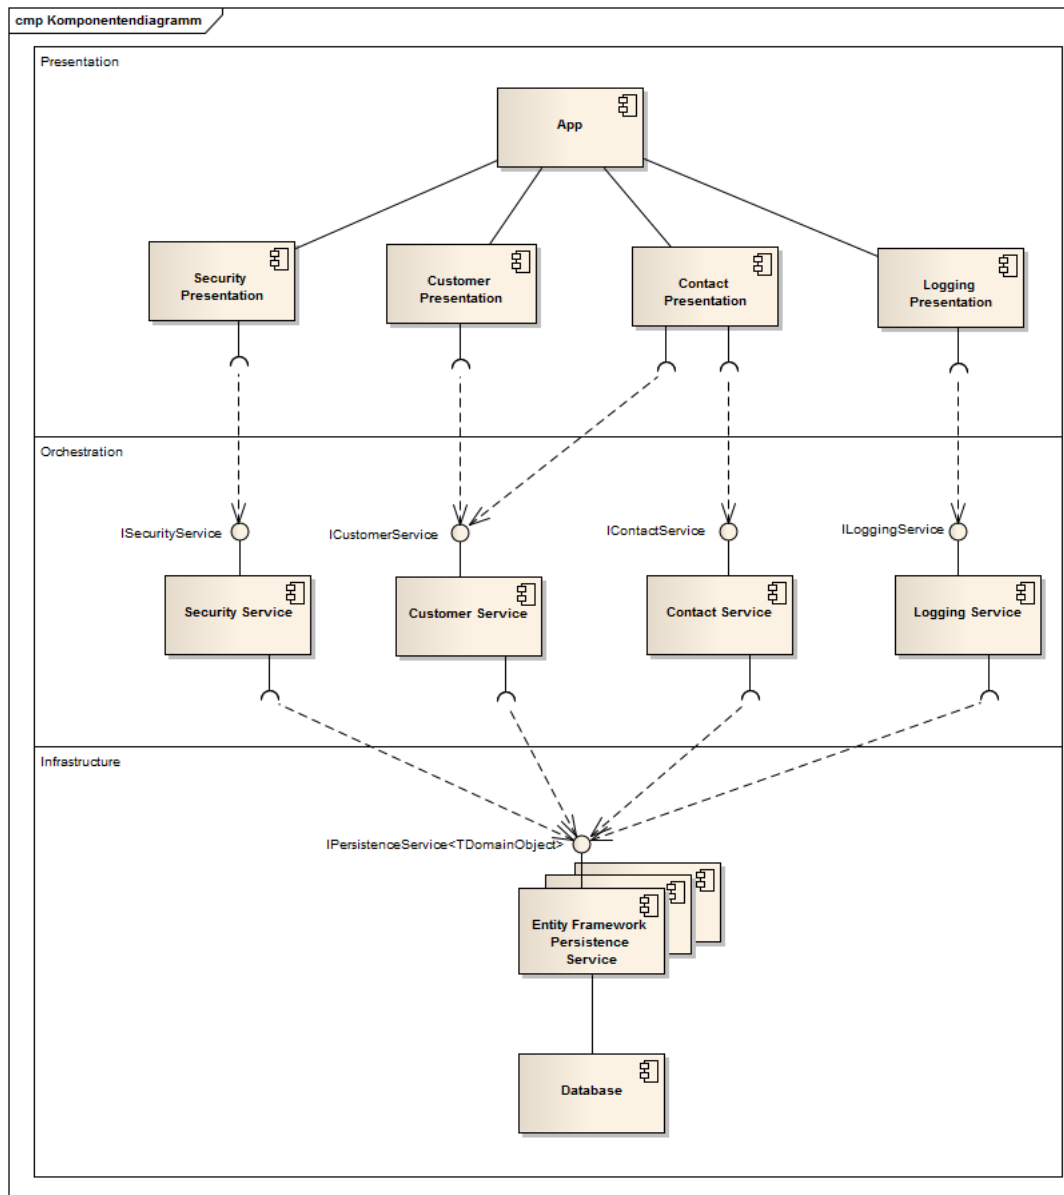 cmp Komponentendiagramm
Presentation
App
Security
Presentation
Customer
Presentation
Contact
Presentation
Logging
Presentation
Orchestration
ISecurityService
ICustomerService
IContactService
ILoggingService
Security Service
Customer Service
Contact Service
Logging Service
Infrastructure
IPersistenceService<TDomainObject>
Entity Framework
Persistence
Service
Database